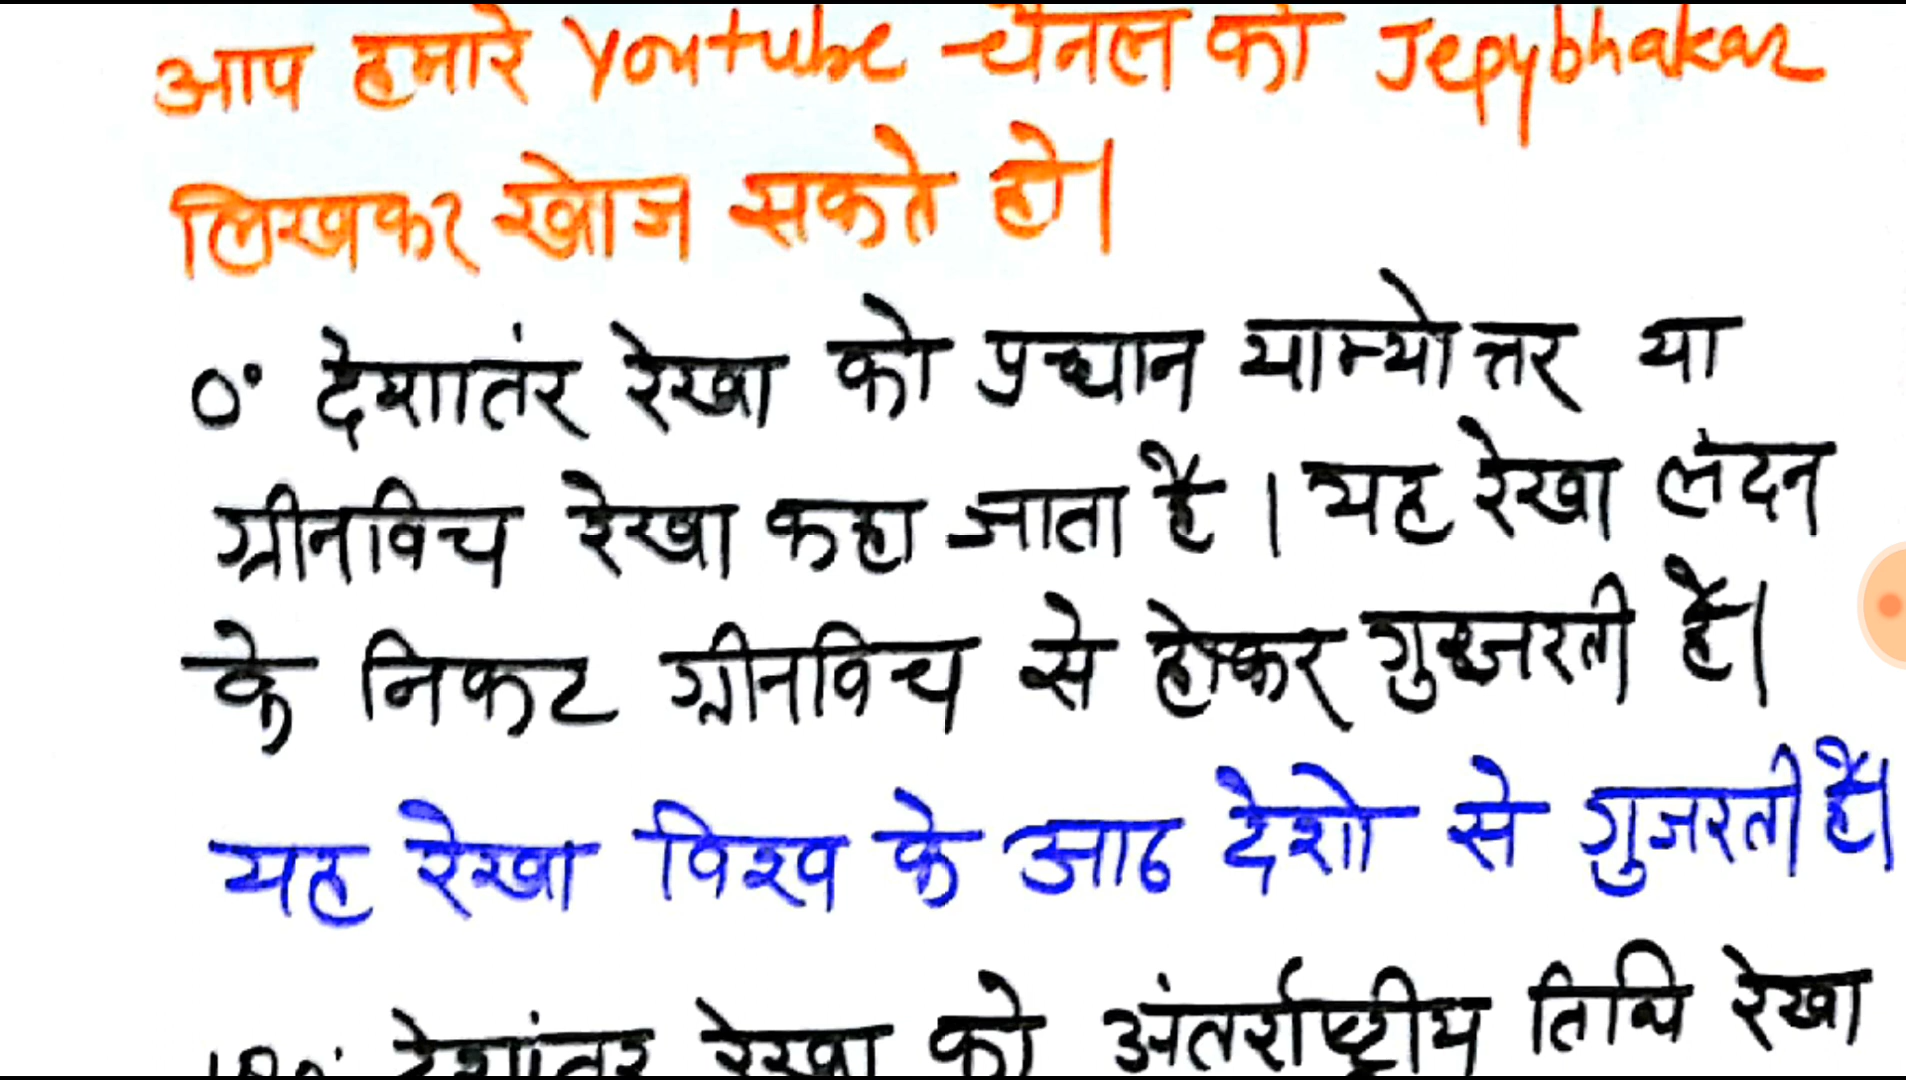 आप हमारे Youtube चैनल को Jepybhakar
लिखकर खोज सकते हो।
0° देशातंर रेखा को प्रधान याम्योत्तर या
ग्रीनविच रेखा कहा जाता है । यह रेखा लंदन
के निकट ग्रीनविच से होकर गुजरती है।
यह रेखा विश्व के आठ देशो से गुजरती है।
180° देशांतर रेखा को अंतर्राष्ट्रीय तिथि रेखा